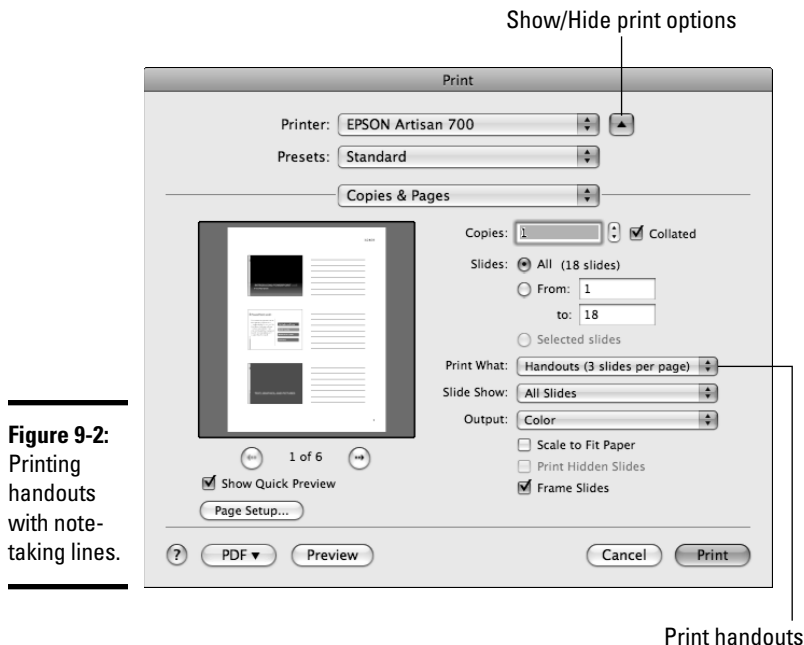 Show/Hide print options
Print
Printer: EPSON Artisan 700
Presets: Standard
Copies & Pages
Copies: 1 Collated
Slides: All (18 slides)
From: 1
to: 18
Selected slides
Print What: Handouts (3 slides per page)
Slide Show: All Slides
Output: Color
Scale to Fit Paper
Print Hidden Slides
Frame Slides
1 of 6
Show Quick Preview
Page Setup...
? PDF Preview Cancel Print
Figure 9-2:
Printing
handouts
with note-
taking lines.
Print handouts